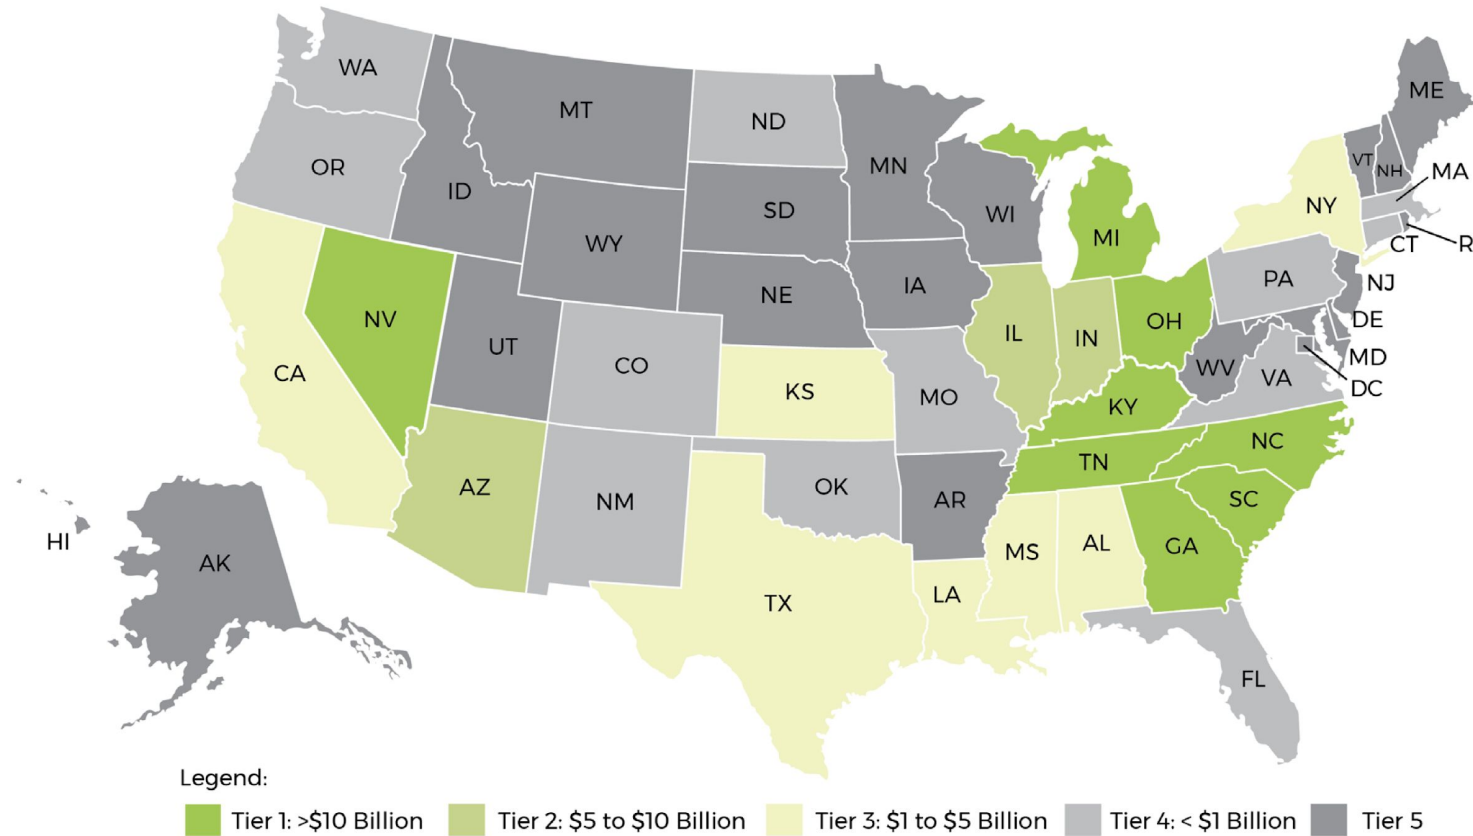 WA
MT
ND
ME
OR
ID
MN
VT
NH
MA
SD
WI
NY
WY
MI
CT
R
NE
IA
PA
NJ
NV
UT
IL
IN
OH
DE
CA
CO
KS
MO
WV
VA
MD
DC
KY
NC
TN
AZ
NM
OK
AR
SC
HI
AK
MS
AL
GA
TX
LA
FL
Legend:
Tier 1: >$10 Billion
Tier 2: $5 to $10 Billion
Tier 3: $1 to $5 Billion
Tier 4: < $1 Billion
Tier 5